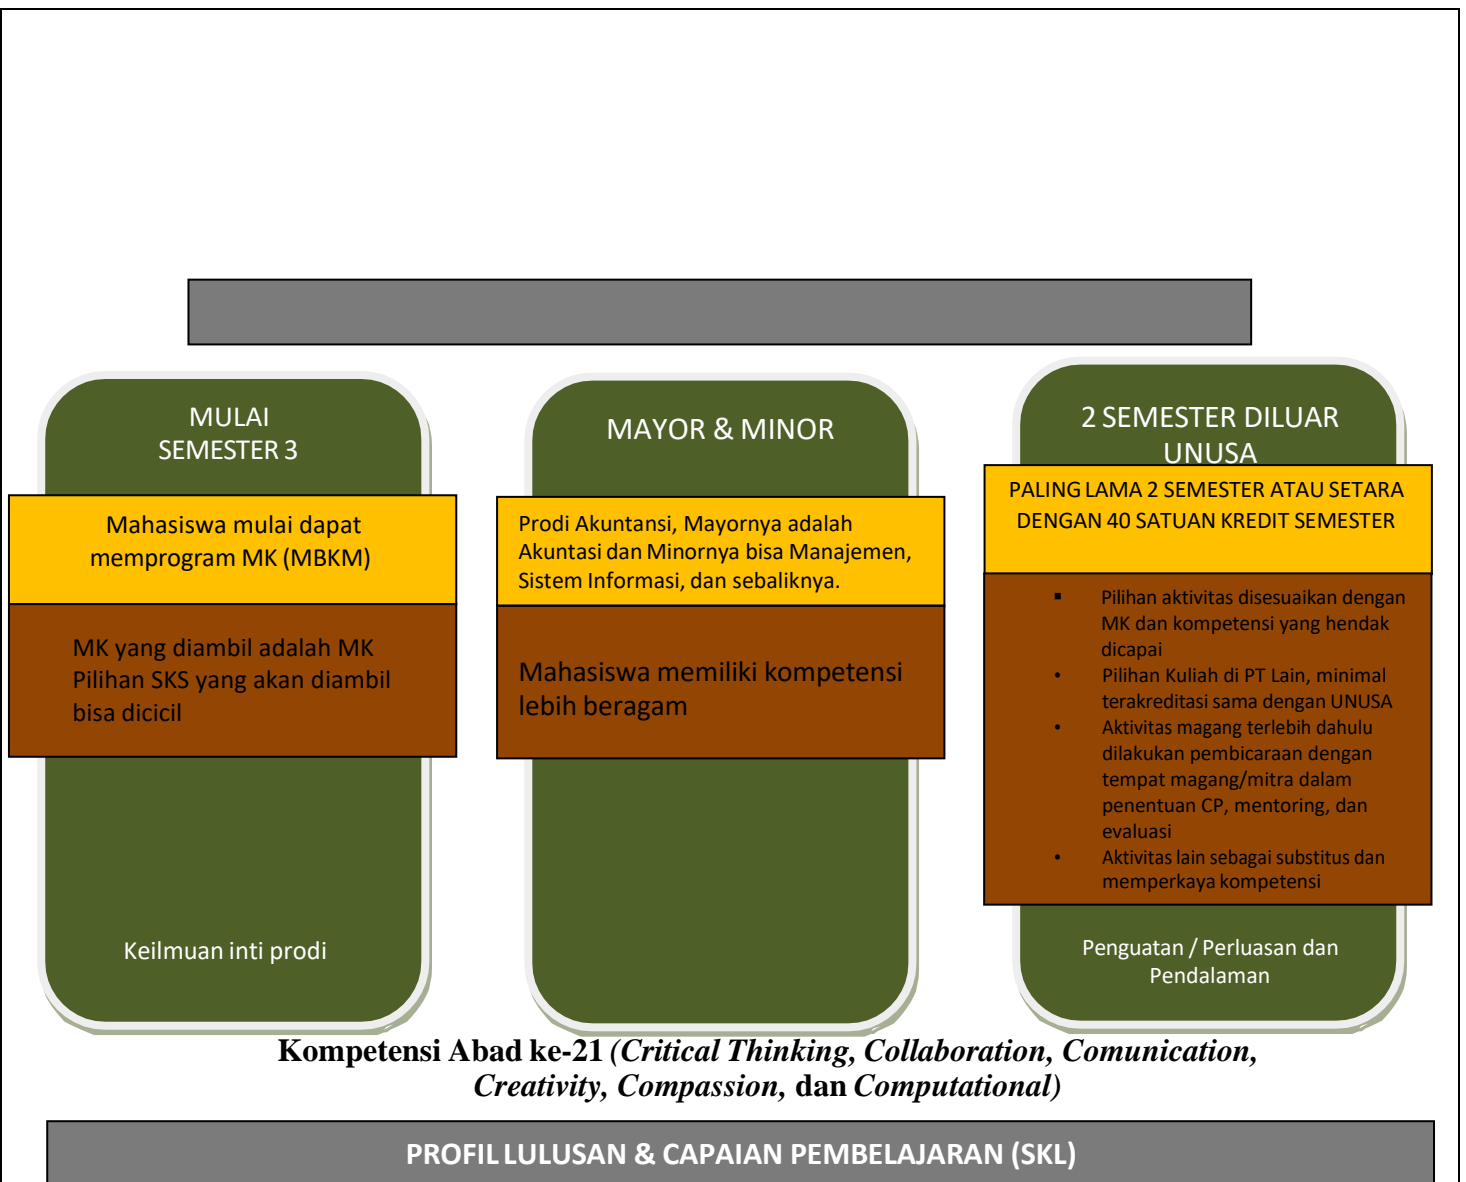 MULAI
SEMESTER 3
Mahasiswa mulai dapat
memprogram MK (MBKM)
MK yang diambil adalah MK
Pilihan SKS yang akan diambil
bisa dicicil
Keilmuan inti prodi
MAYOR & MINOR
Prodi Akuntansi, Mayornya adalah
Akuntasi dan Minornya bisa Manajemen,
Sistem Informasi, dan sebaliknya.
Mahasiswa memiliki kompetensi
lebih beragam
2 SEMESTER DILUAR
UNUSA
PALING LAMA 2 SEMESTER ATAU SETARA
DENGAN 40 SATUAN KREDIT SEMESTER
▪ Pilihan aktivitas disesuaikan dengan
MK dan kompetensi yang hendak
dicapai
• Pilihan Kuliah di PT Lain, minimal
terakreditasi sama dengan UNUSA
• Aktivitas magang terlebih dahulu
dilakukan pembicaraan dengan
tempat magang/mitra dalam
penentuan CP, mentoring, dan
evaluasi
• Aktivitas lain sebagai substitus dan
memperkaya kompetensi
Penguatan / Perluasan dan
Pendalaman
Kompetensi Abad ke-21 (Critical Thinking, Collaboration, Comunication,
Creativity, Compassion, dan Computational)
PROFIL LULUSAN & CAPAIAN PEMBELAJARAN (SKL)